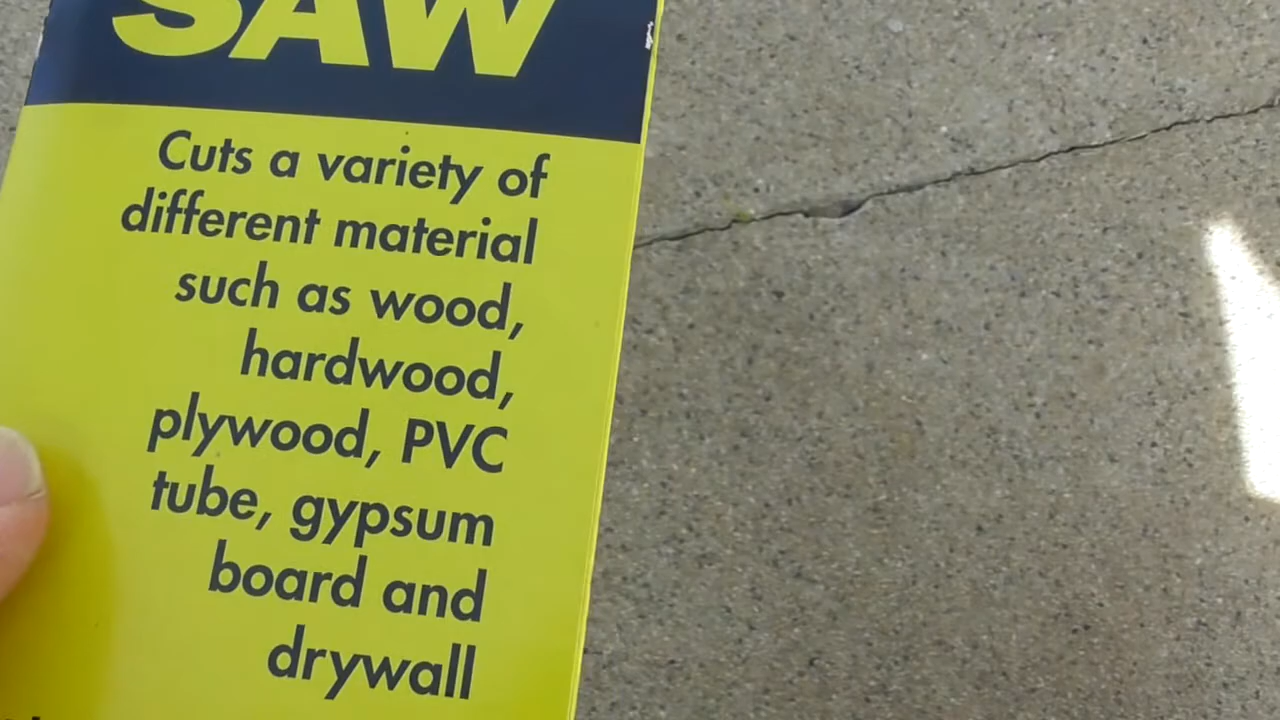 SAW
Cuts a variety of
different material
such as wood,
hardwood,
plywood, PVC
tube, gypsum
board and
drywall